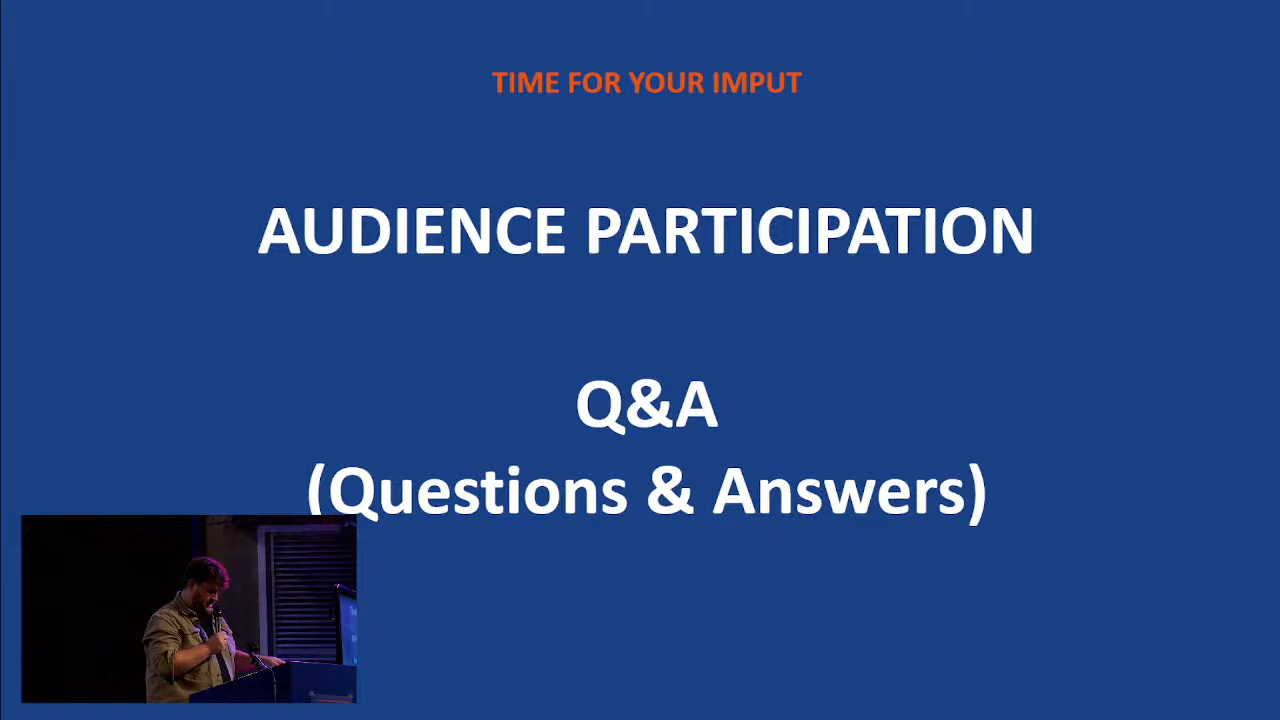 TIME FOR YOUR IMPUT
AUDIENCE PARTICIPATION
Q&A
(Questions & Answers)